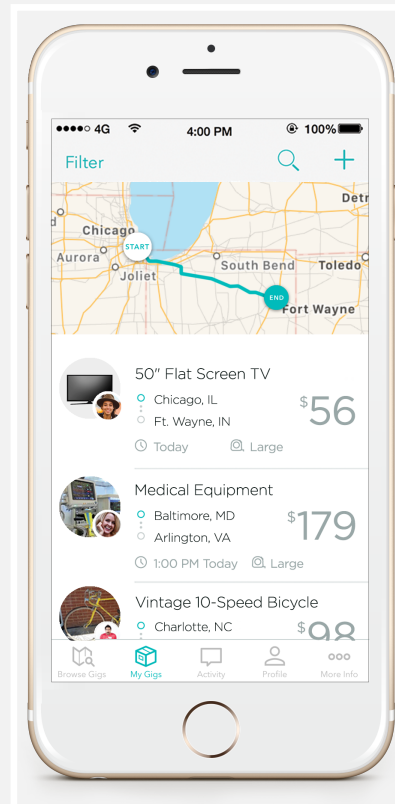 4G 4:00 PM 100%
Filter
Detr
Chicago
START
Aurora
Joliet
South Bend
Toledo
END
Fort Wayne
50" Flat Screen TV
Chicago, IL
$56
Ft. Wayne, IN
Today Large
Medical Equipment
Baltimore, MD
$179
Arlington, VA
1:00 PM Today Large
Vintage 10-Speed Bicycle
Charlotte, NC
$98
Browse Gigs My Gigs Activity Profile More Info